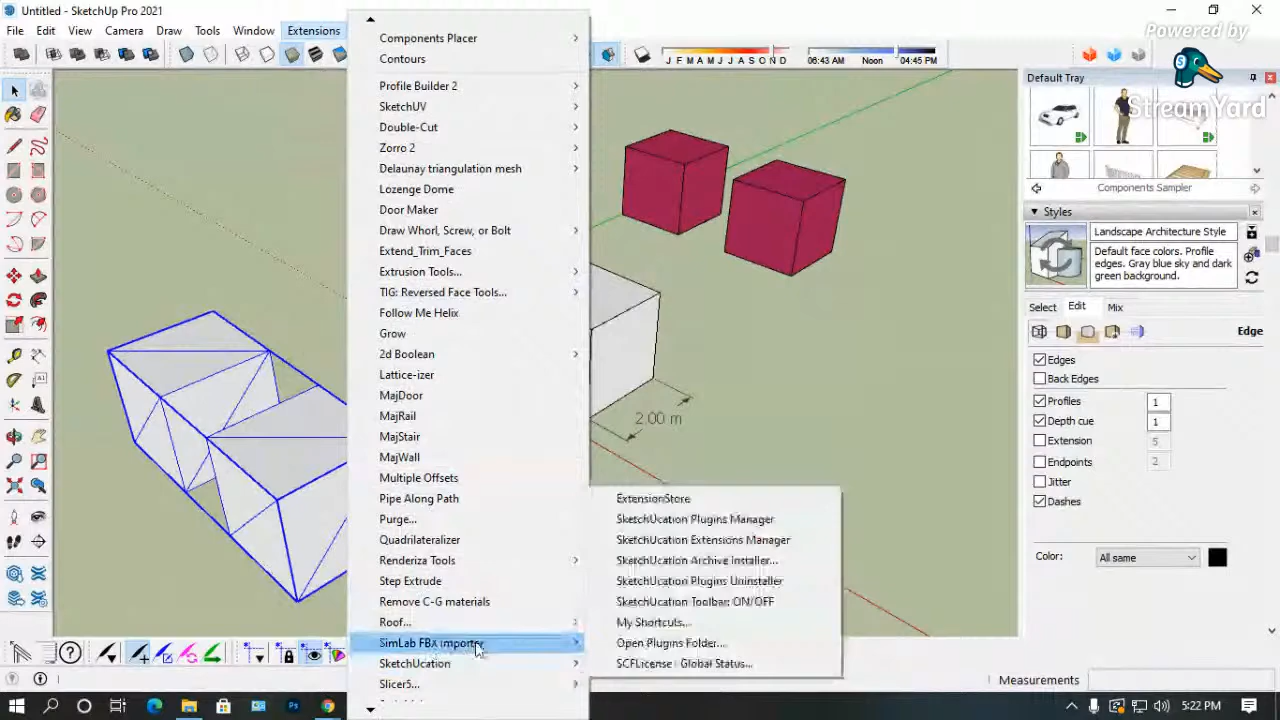 Untitled - SketchUp Pro 2021
File Edit View Camera Draw Tools Window Extensions
Powered by
StreamYard
Components Placer
Contours
Profile Builder 2
SketchUV
Double-Cut
Zorro 2
Delaunay triangulation mesh
Lozenge Dome
Door Maker
Draw Whorl, Screw, or Bolt
Extend_Trim_Faces
Extrusion Tools...
TIG: Reversed Face Tools...
Follow Me Helix
Grow
2d Boolean
Lattice-izer
MajDoor
MajRail
MajStair
MajWall
Multiple Offsets
Pipe Along Path
Purge...
Quadrilateralizer
Renderiza Tools
Step Extrude
Remove C-G materials
Roof...
SimLab FBX importer
SketchUcation
Slicer5...
ExtensionStore
SketchUcation Plugins Manager
SketchUcation Extensions Manager
SketchUcation Archive Installer...
SketchUcation Plugins Uninstaller
SketchUcation Toolbar: ON/OFF
My Shortcuts...
Open Plugins Folder...
SCFLicense : Global Status...
J F M A M J J A S O N D
06:43 AM Noon 04:45 PM
2.00 m
Default Tray
Components Sampler
Styles
Landscape Architecture Style
Default face colors. Profile
edges. Gray blue sky and dark
green background.
Select Edit Mix
Edge
Edges
Back Edges
Profiles 1
Depth cue 1
Extension 5
Endpoints 2
Jitter
Dashes
Color: All same
Measurements
5:09 PM